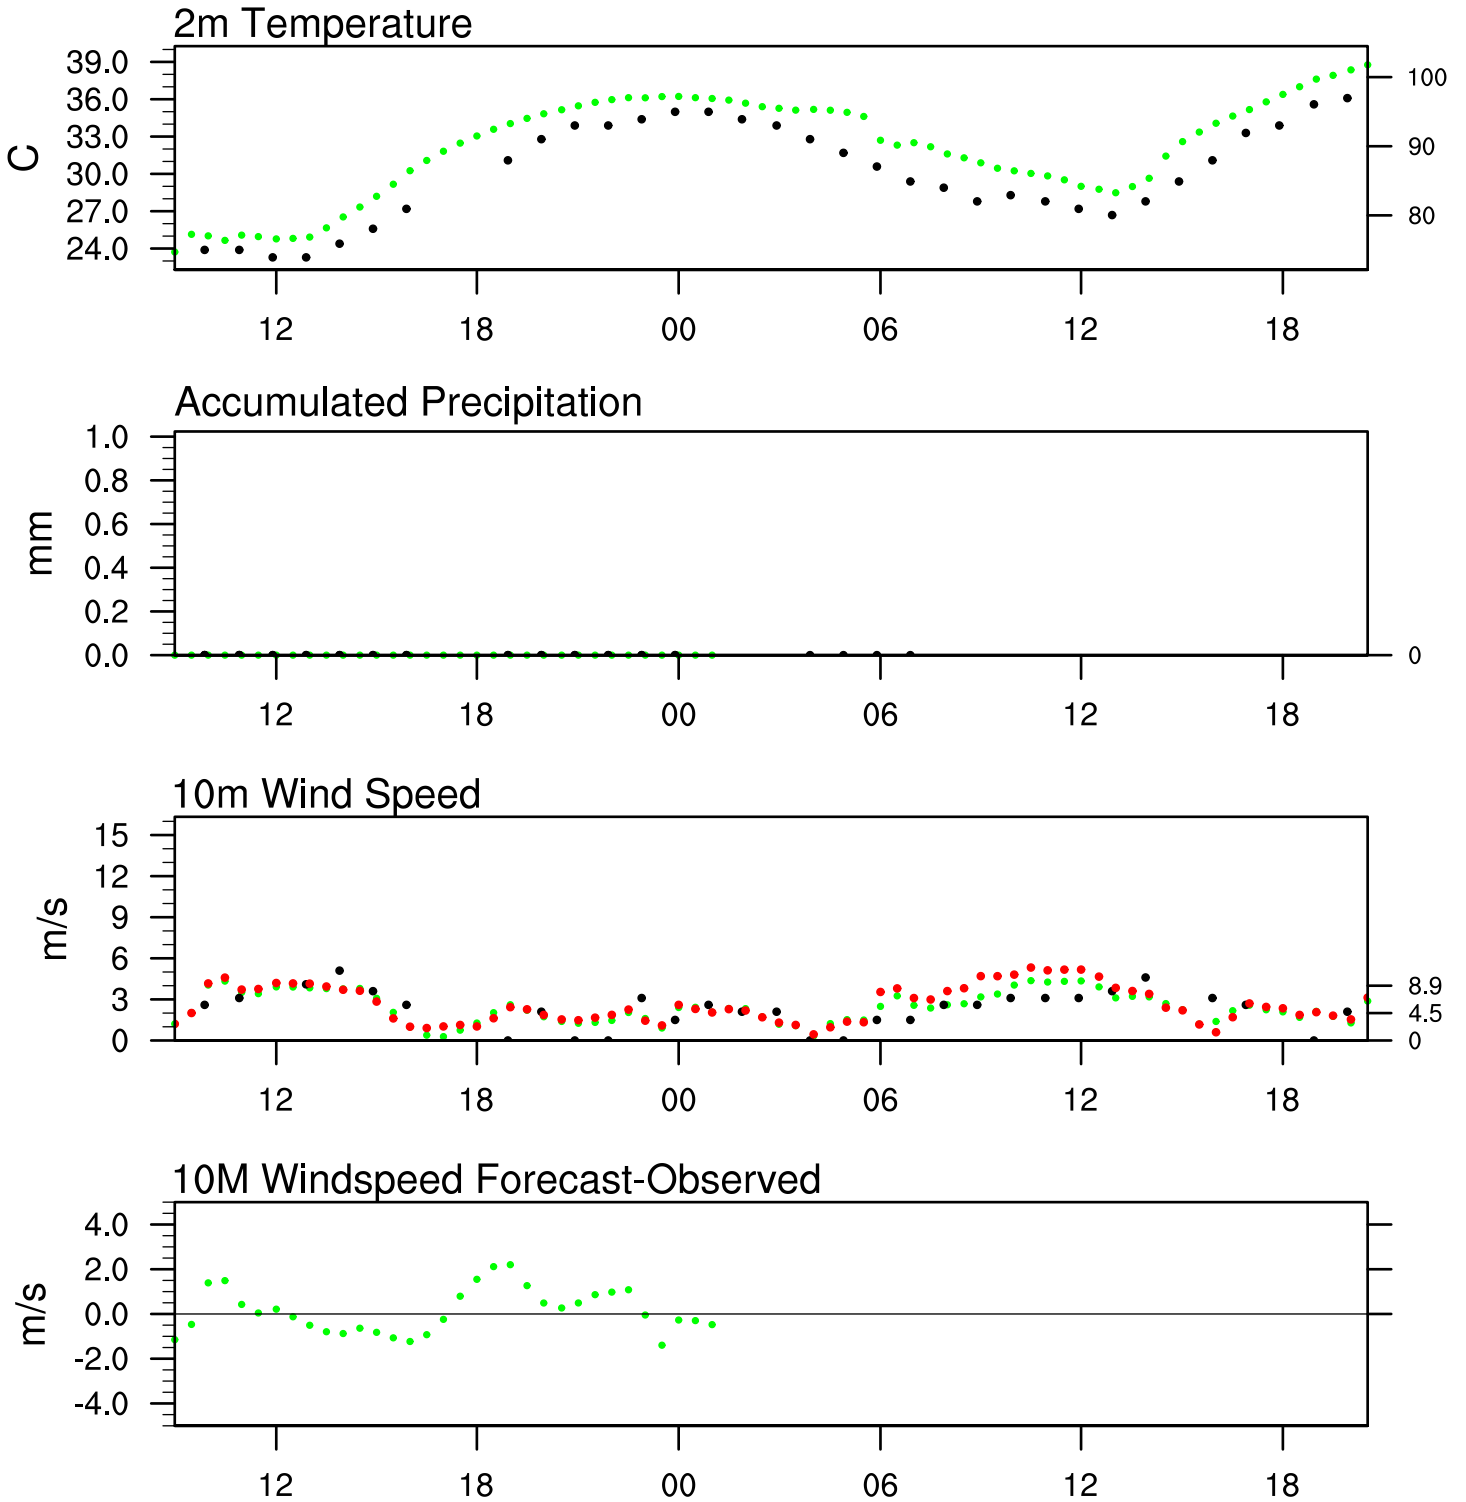 2m Temperature
39.0
36.0
33.0
30.0
27.0
24.0
C
100
90
80
12 18 00 06 12 18
Accumulated Precipitation
1.0
0.8
0.6
0.4
0.2
0.0
mm
0
12 18 00 06 12 18
10m Wind Speed
15
12
9
6
3
0
m/s
8.9
4.5
0
12 18 00 06 12 18
10M Windspeed Forecast-Observed
4.0
2.0
0.0
-2.0
-4.0
m/s
12 18 00 06 12 18